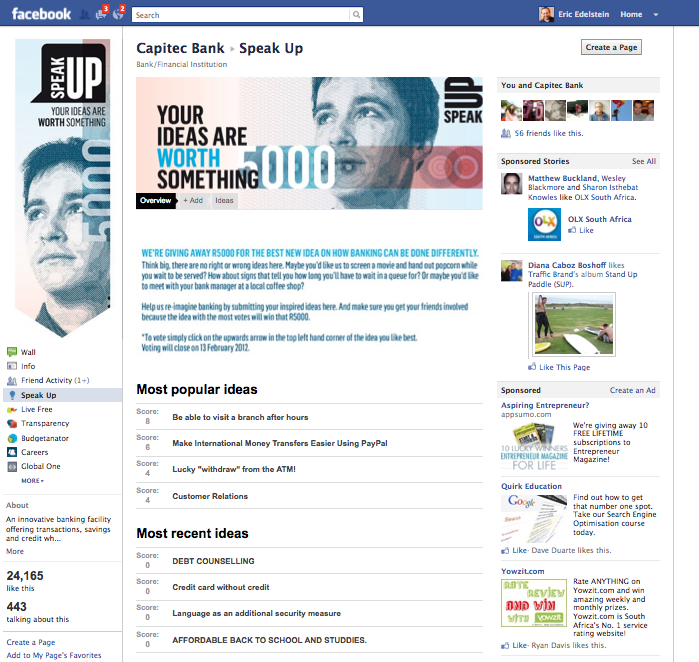 facebook
3
2
Search
Eric Edelstein
Home
SPEAK
UP
YOUR IDEAS ARE
WORTH SOMETHING
5000
Wall
Info
Friend Activity (1+)
Speak Up
Live Free
Transparency
Budgetanator
Careers
Global One
MORE
About
An innovative banking facility
offering transactions, savings
and credit wh...
More
24,165
like this
443
talking about this
Create a Page
Add to My Page's Favorites
Capitec Bank
Speak Up
Bank/Financial Institution
YOUR
IDEAS ARE
WORTH
SOMETHING
5000
UP
SPEAK
Overview
+ Add
Ideas
WE'RE GIVING AWAY R5000 FOR THE BEST NEW IDEA ON HOW BANKING CAN BE DONE DIFFERENTLY.
Think big, there are no right or wrong ideas here. Maybe you'd like us to screen a movie and hand out popcorn while
you wait to be served? How about signs that tell you how long you'll have to wait in a queue for? Or maybe you'd like
to meet with your bank manager at a local coffee shop?
Help us re-imagine banking by submitting your inspired ideas here. And make sure you get your friends involved
because the idea with the most votes will win that R5000.
*To vote simply click on the upwards arrow in the top left hand corner of the idea you like best.
Voting will close on 13 February 2012.
Most popular ideas
Score:
8
Be able to visit a branch after hours
Score:
6
Make International Money Transfers Easier Using PayPal
Score:
4
Lucky "withdraw" from the ATM!
Score:
4
Customer Relations
Most recent ideas
Score:
0
DEBT COUNSELLING
Score:
0
Credit card without credit
Score:
0
Language as an additional security measure
Score:
0
AFFORDABLE BACK TO SCHOOL AND STUDDIES.
Create a Page
You and Capitec Bank
56 friends like this.
Sponsored Stories
See All
Matthew Buckland, Wesley
Blackmore and Sharon Isthebat
Knowles like OLX South Africa.
OLX
OLX South Africa
Like
Diana Caboz Boshoff likes
Traffic Brand's album Stand Up
Paddle (SUP).
Like This Page
Sponsored
Create an Ad
Aspiring Entrepreneur?
appsumo.com
10 LUCKY WINNERS
ENTREPRENEUR MAGAZINE
FOR LIFE
We're giving away 10
FREE LIFETIME
subscriptions to
Entrepreneur
Magazine!
Quirk Education
Google
Find out how to get
that number one spot.
Take our Search Engine
Optimisation course
today.
Like · Dave Duarte likes this.
Yowzit.com
RATE
REVIEW
AND WIN
WITH YOWZIT
Rate ANYTHING on
Yowzit.com and win
amazing weekly and
monthly prizes.
Yowzit.com is South
Africa's No. 1 service
rating website!
Like · Ryan Davies likes this.